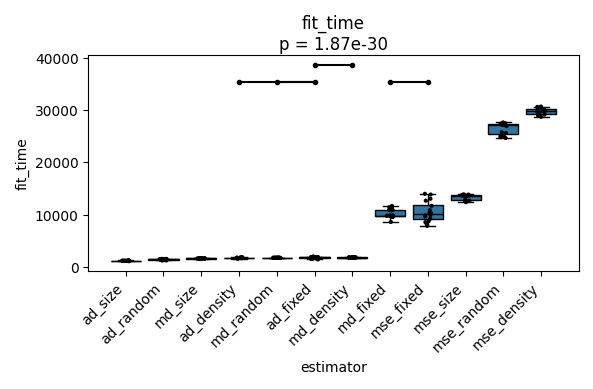 fit_time
p = 1.87e-30
fit_time
40000
30000
20000
10000
0
ad_size
ad_random
md_size
ad_density
md_random
ad_fixed
md_density
md_fixed
mse_fixed
mse_size
mse_random
mse_density
estimator